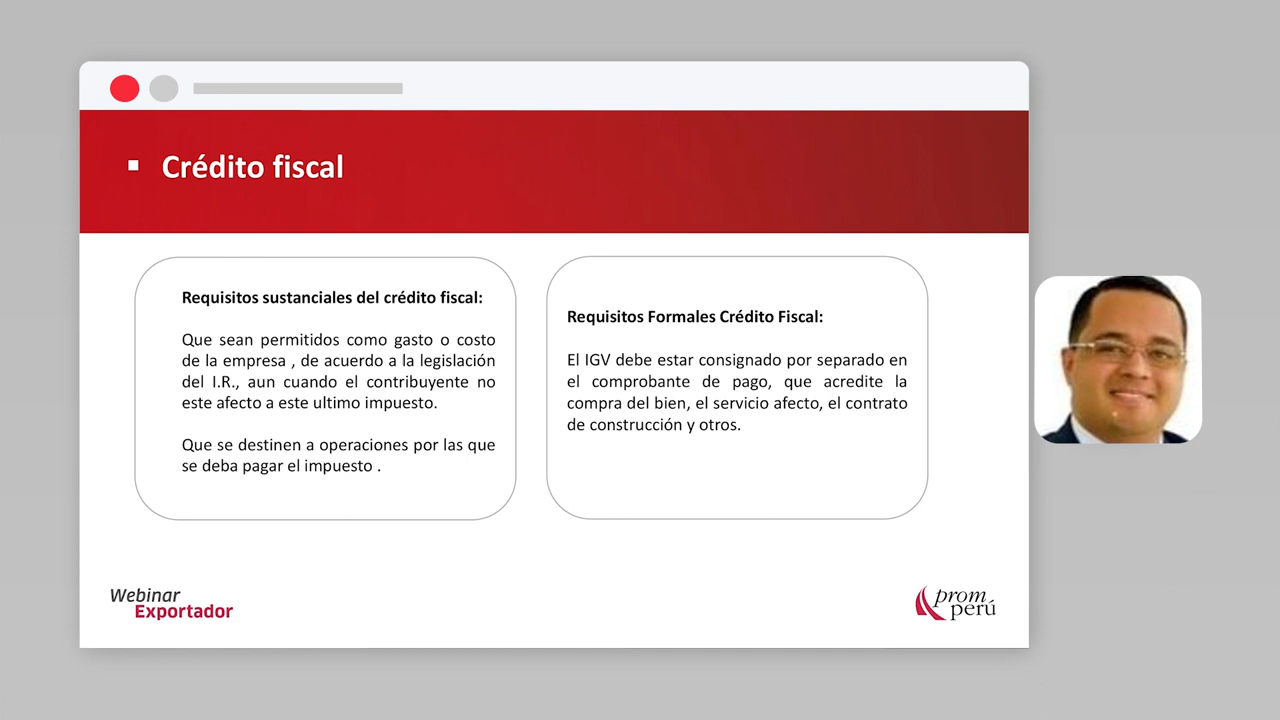 Crédito fiscal
Requisitos sustanciales del crédito fiscal:
Que sean permitidos como gasto o costo
de la empresa , de acuerdo a la legislación
del I.R., aun cuando el contribuyente no
este afecto a este ultimo impuesto.
Que se destinen a operaciones por las que
se deba pagar el impuesto .
Requisitos Formales Crédito Fiscal:
El IGV debe estar consignado por separado en
el comprobante de pago, que acredite la
compra del bien, el servicio afecto, el contrato
de construcción y otros.
Webinar
Exportador
prom
perú